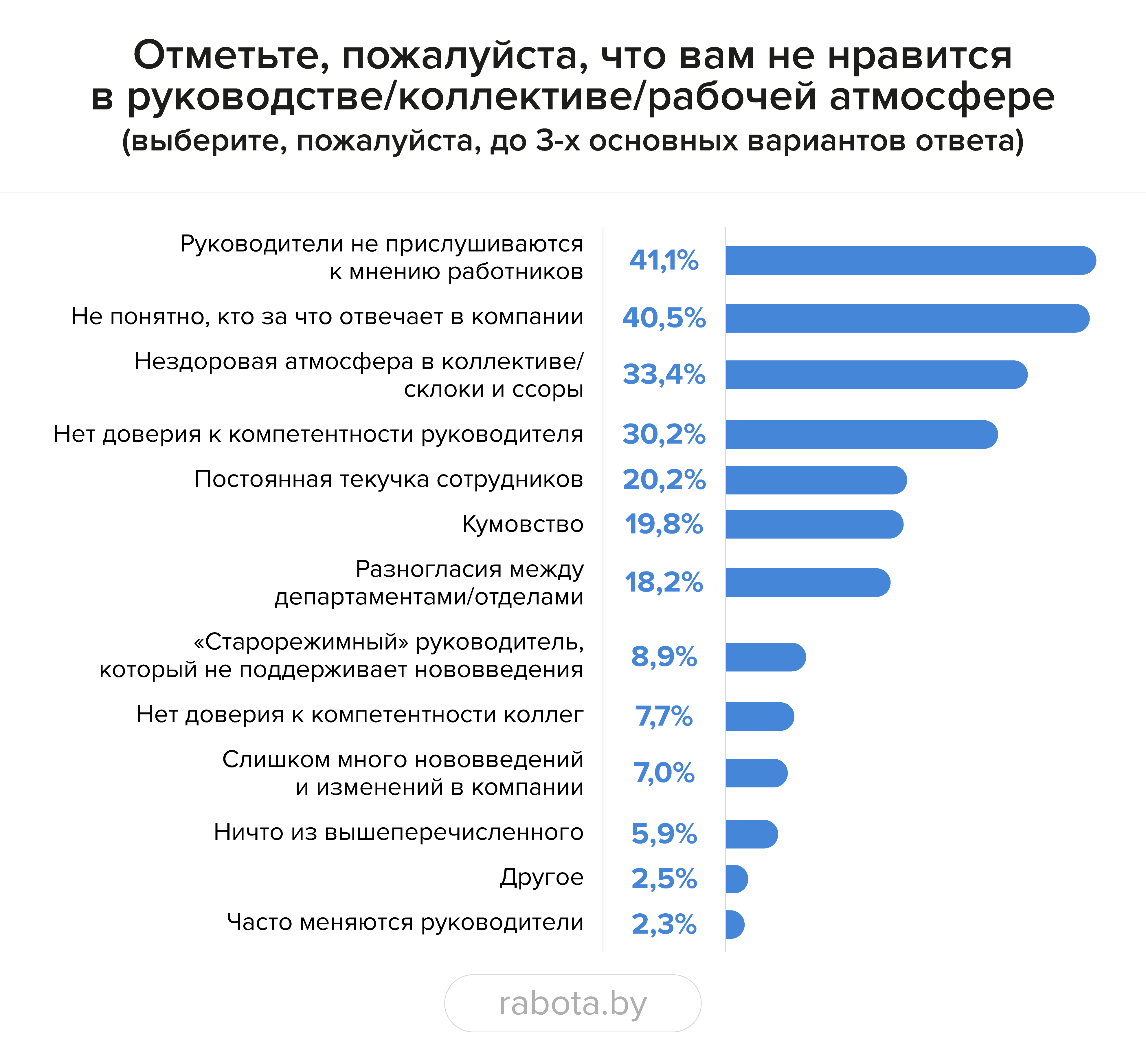 Отметьте, пожалуйста, что вам не нравится
в руководстве/коллективе/рабочей атмосфере
(выберите, пожалуйста, до 3-х основных вариантов ответа)
Руководители не прислушиваются
к мнению работников
41,1%
Не понятно, кто за что отвечает в компании
40,5%
Нездоровая атмосфера в коллективе/
склоки и ссоры
33,4%
Нет доверия к компетентности руководителя
30,2%
Постоянная текучка сотрудников
20,2%
Кумовство
19,8%
Разногласия между
департаментами/отделами
18,2%
«Старорежимный» руководитель,
который не поддерживает нововведения
8,9%
Нет доверия к компетентности коллег
7,7%
Слишком много нововведений
и изменений в компании
7,0%
Ничто из вышеперечисленного
5,9%
Другое
2,5%
Часто меняются руководители
2,3%
rabota.by